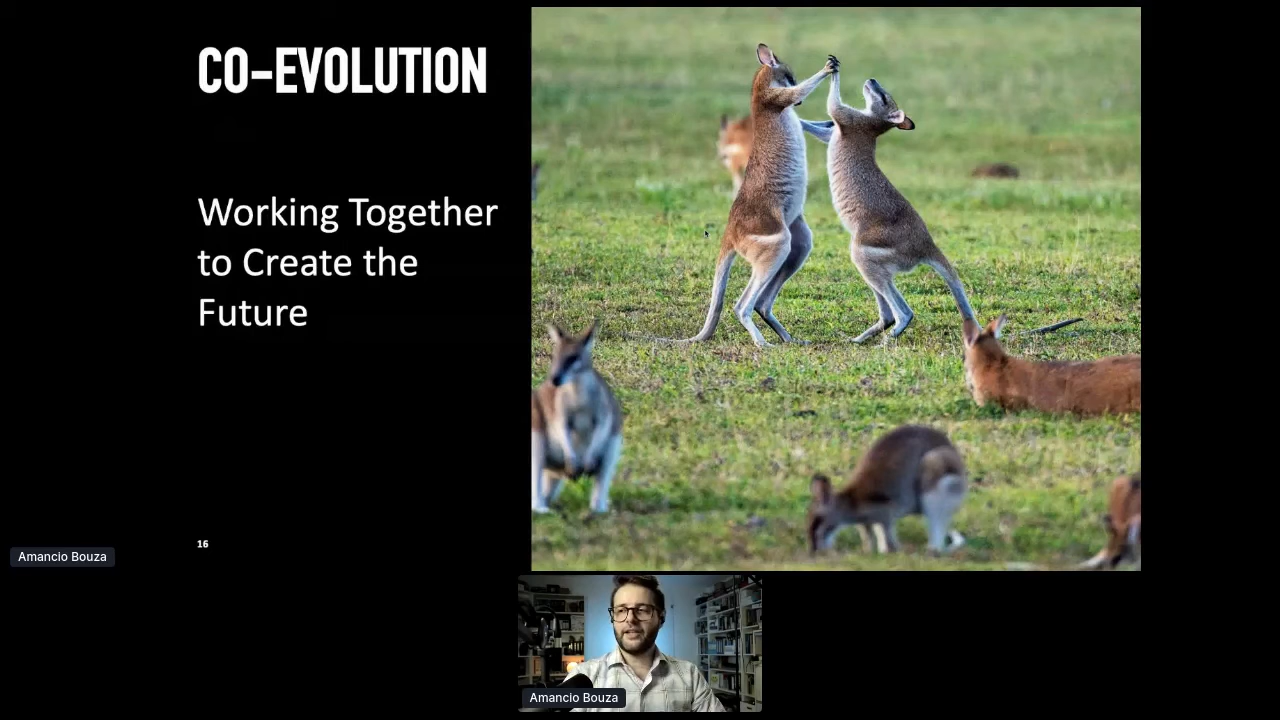 CO-EVOLUTION
Working Together
to Create the
Future
16
Amancio Bouza
Amancio Bouza